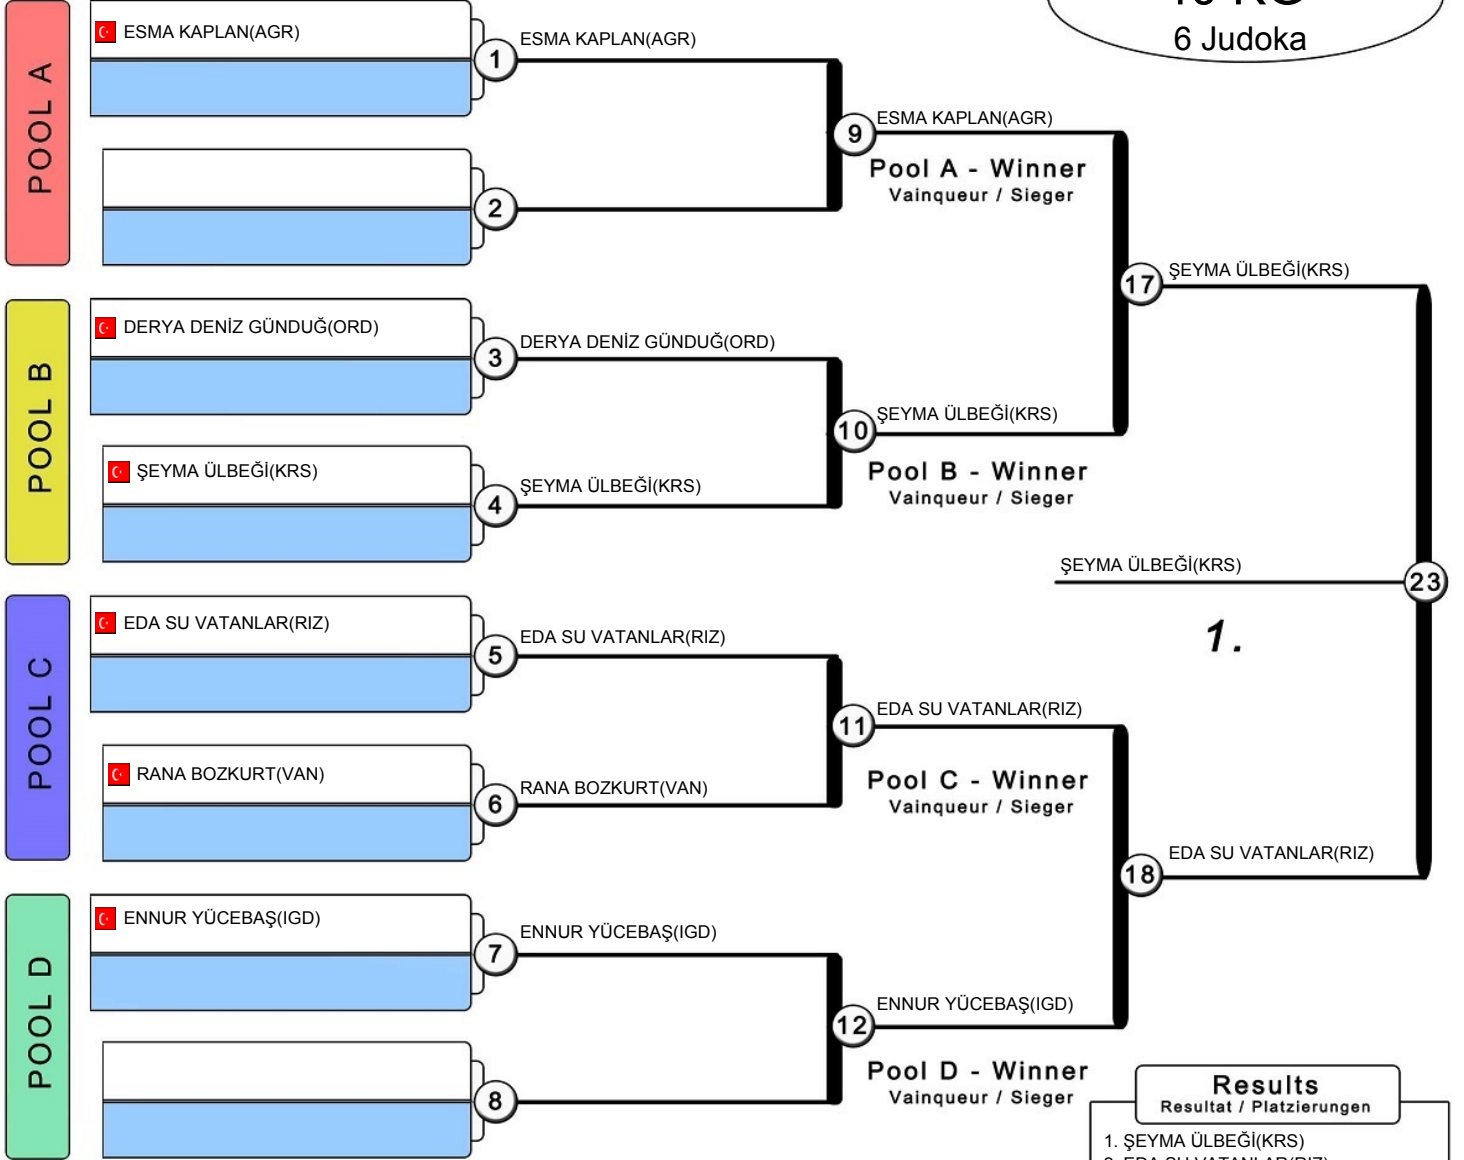 6 Judoka
POOL A
ESMA KAPLAN(AGR)
1
ESMA KAPLAN(AGR)
2
9
ESMA KAPLAN(AGR)
Pool A - Winner
Vainqueur / Sieger
POOL B
DERYA DENİZ GÜNDUĞ(ORD)
3
DERYA DENİZ GÜNDUĞ(ORD)
ŞEYMA ÜLBEĞİ(KRS)
4
ŞEYMA ÜLBEĞİ(KRS)
10
ŞEYMA ÜLBEĞİ(KRS)
Pool B - Winner
Vainqueur / Sieger
17
ŞEYMA ÜLBEĞİ(KRS)
ŞEYMA ÜLBEĞİ(KRS)
23
1.
POOL C
EDA SU VATANLAR(RIZ)
5
EDA SU VATANLAR(RIZ)
RANA BOZKURT(VAN)
6
RANA BOZKURT(VAN)
11
EDA SU VATANLAR(RIZ)
Pool C - Winner
Vainqueur / Sieger
18
EDA SU VATANLAR(RIZ)
POOL D
ENNUR YÜCEBAŞ(IGD)
7
ENNUR YÜCEBAŞ(IGD)
8
12
ENNUR YÜCEBAŞ(IGD)
Pool D - Winner
Vainqueur / Sieger
Results
Resultat / Platzierungen
1. ŞEYMA ÜLBEĞİ(KRS)
2. EDA SU VATANLAR(RIZ)